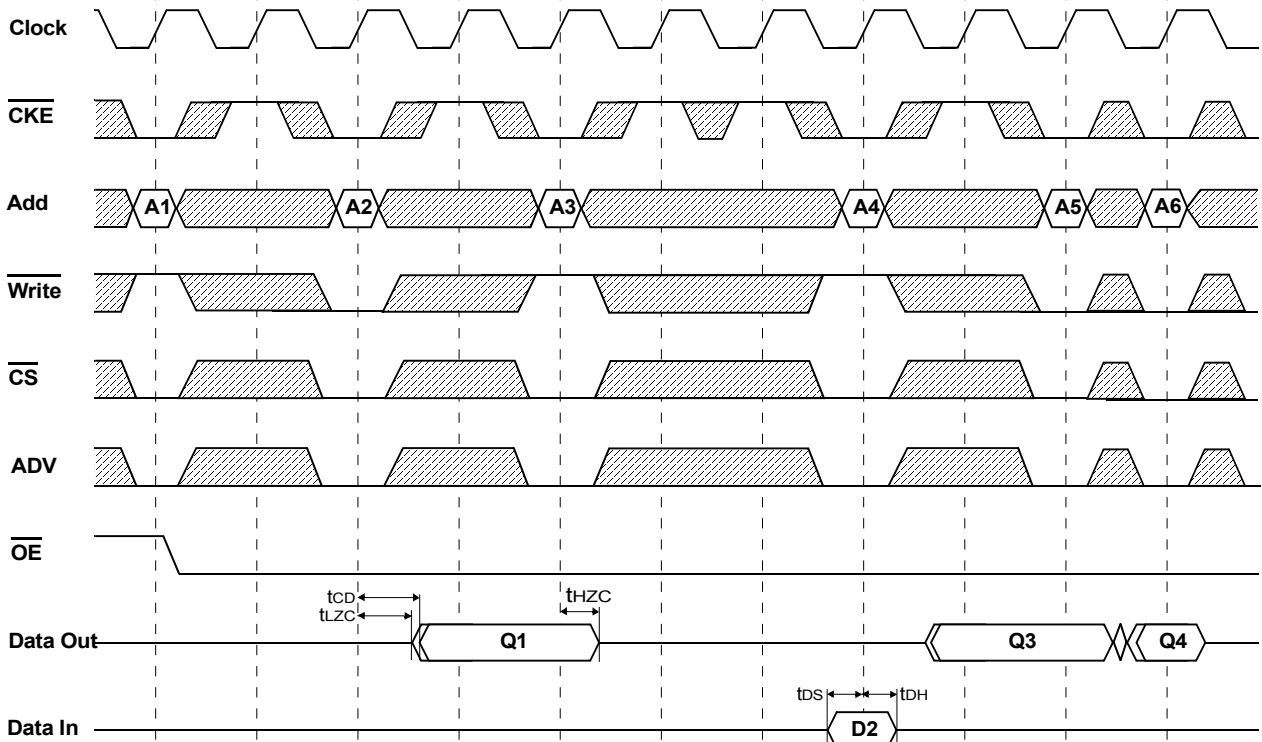 Clock
CKE
Add A1 A2 A3 A4 A5 A6
Write
CS
ADV
OE
tCD tHZC
tLZC
Data Out Q1 Q3 Q4
tDS tDH
Data In D2